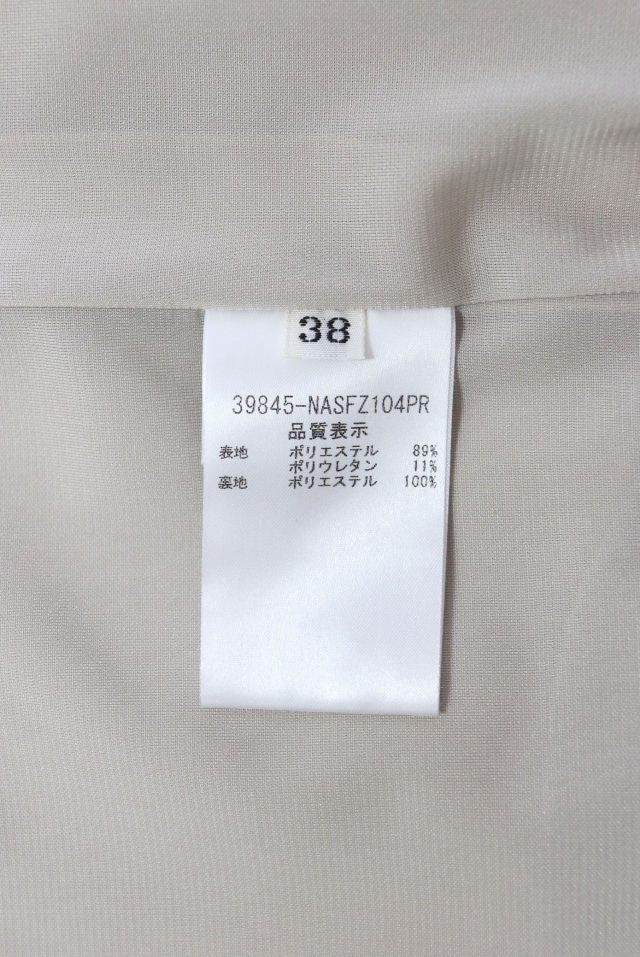 38
39845-NASFZ104PR
品質表示
表地 ポリエステル 89%
ポリウレタン 11%
裏地 ポリエステル 100%